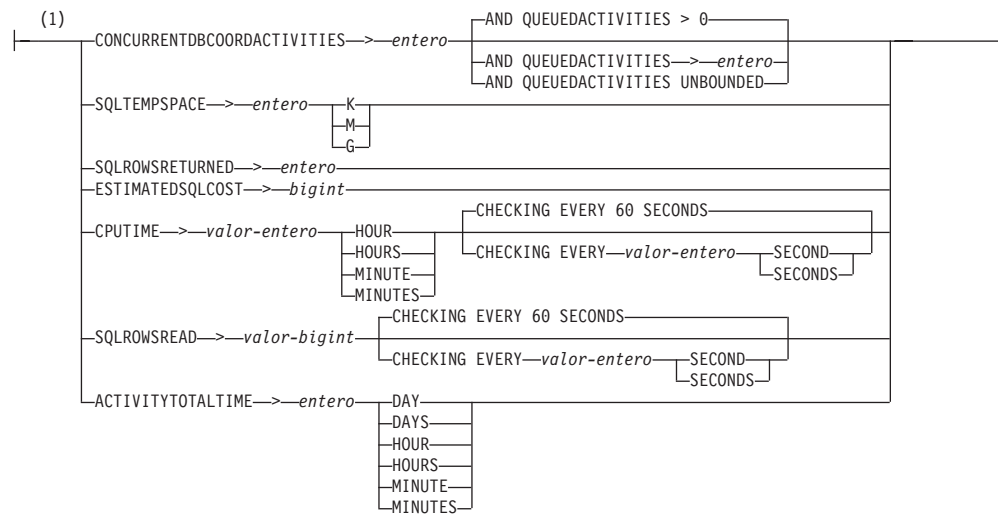 (1)
AND QUEUEDACTIVITIES > 0
CONCURRENTDBCOORDACTIVITIES > entero
AND QUEUEDACTIVITIES > entero
AND QUEUEDACTIVITIES UNBOUNDED
SQLTEMPSPACE > entero K
M
G
SQLROWSRETURNED > entero
ESTIMATEDSQLCOST > bigint
CHECKING EVERY 60 SECONDS
CPUTIME > valor-entero HOUR
HOURS CHECKING EVERY valor-entero SECOND
MINUTE SECONDS
MINUTES
CHECKING EVERY 60 SECONDS
SQLROWSREAD > valor-bigint
CHECKING EVERY valor-entero SECOND
SECONDS
ACTIVITYTOTALTIME > entero DAY
DAYS
HOUR
HOURS
MINUTE
MINUTES